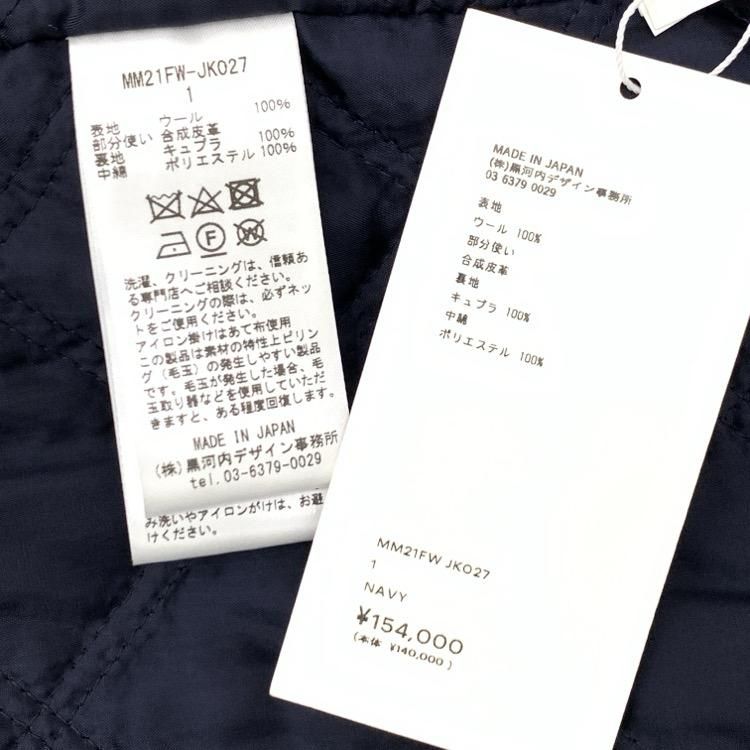 MM21FW-JK027
1
表地 ウール 100%
部分使い 合成皮革
裏地 キュプラ 100%
中綿 ポリエステル 100%
F
W
洗濯、クリーニングは、信頼あ
る専門店へご相談ください。
クリーニングの際は、必ずネッ
トをご使用ください。
アイロン掛けはあて布使用
この製品は素材の特性上ピリン
グ(毛玉)の発生しやすい製品
です。毛玉が発生した場合、毛
玉取り器などを使用していただ
きますと、ある程度回復します。
MADE IN JAPAN
(株)黒河内デザイン事務所
tel.03-6379-0029
み洗いやアイロンがけは、お避
けください。
MADE IN JAPAN
(株)黒河内デザイン事務所
03 6379 0029
表地
ウール 100%
部分使い
合成皮革
裏地
キュプラ 100%
中綿
ポリエステル 100%
MM21FW JK027
1
NAVY
¥154,000
(本体 ¥140,000)